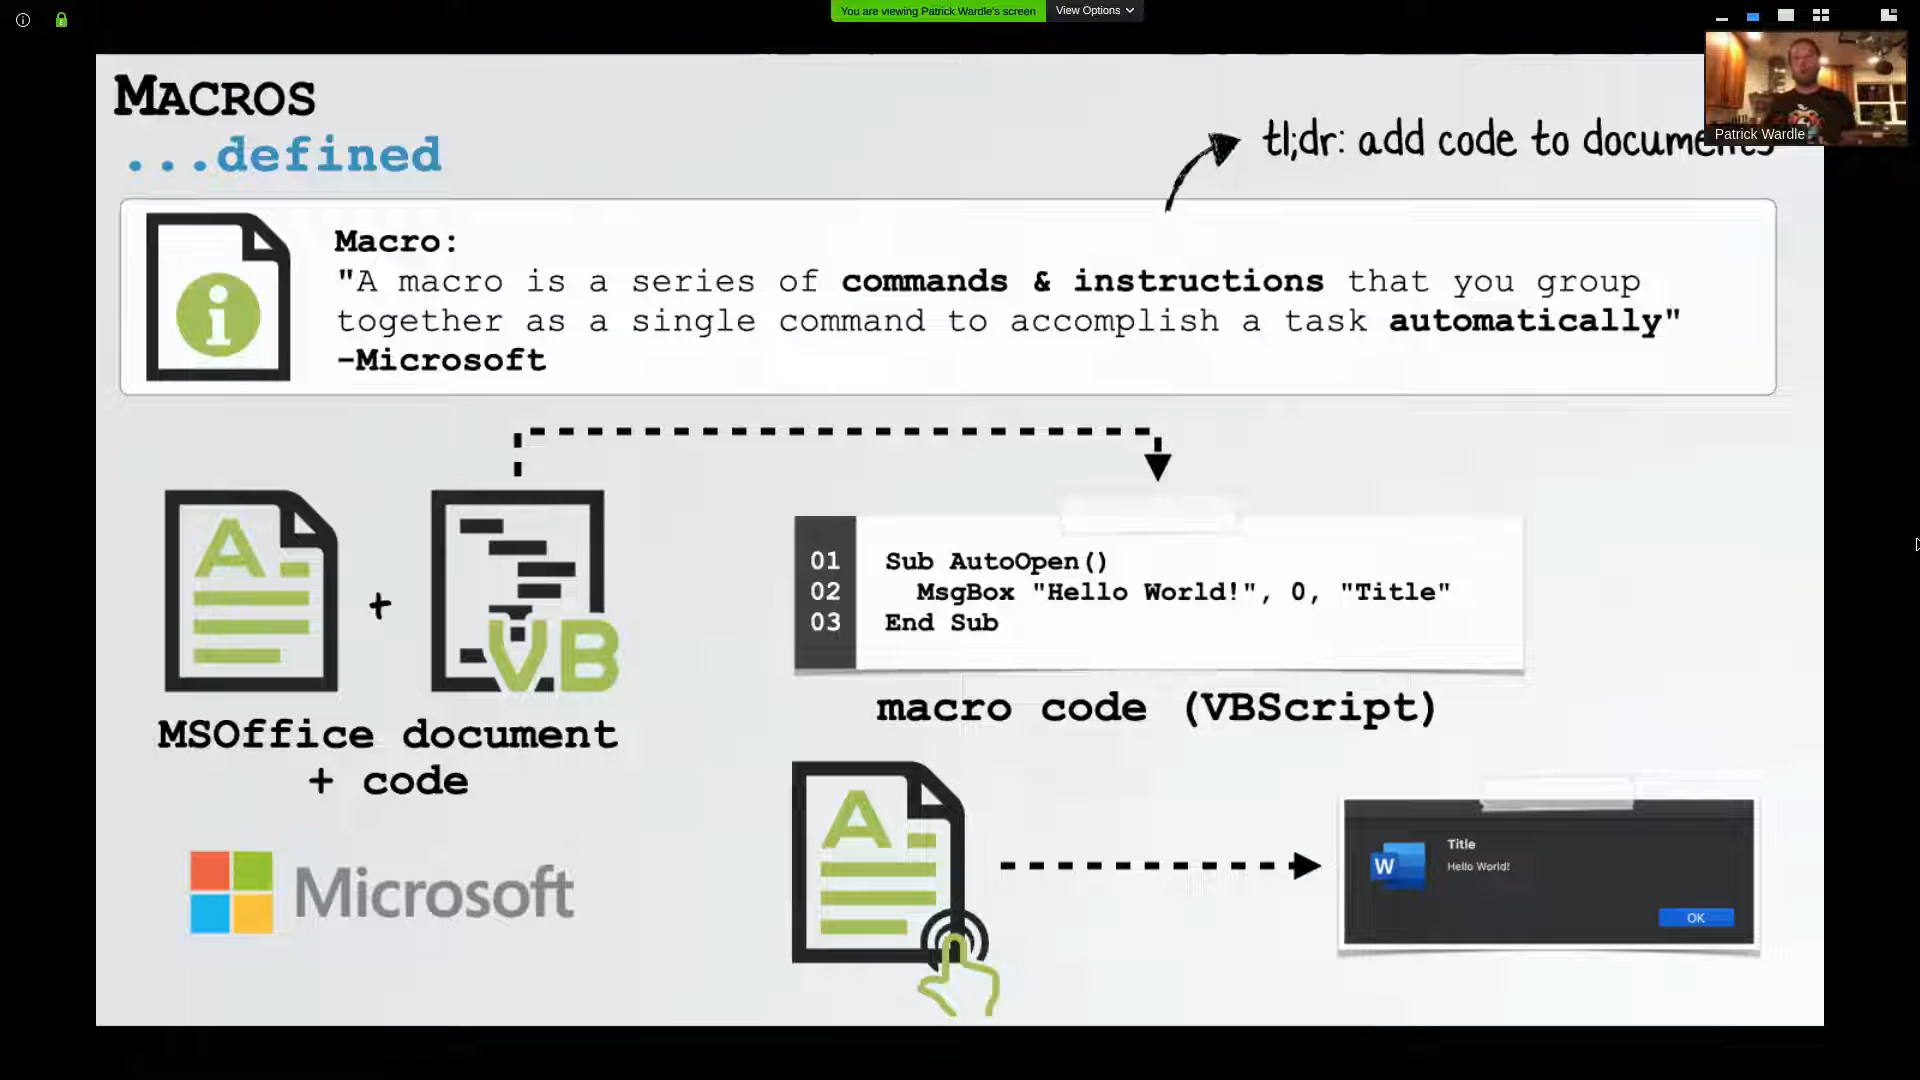 You are viewing Patrick Wardle's screen
View Options
Patrick Wardle
MACROS
...defined
tl;dr: add code to documents
Macro:
"A macro is a series of commands & instructions that you group
together as a single command to accomplish a task automatically"
-Microsoft
A
VB
+
MSOffice document
+ code
Microsoft
01 Sub AutoOpen()
02 MsgBox "Hello World!", 0, "Title"
03 End Sub
macro code (VBScript)
A
W
Title
Hello World!
OK